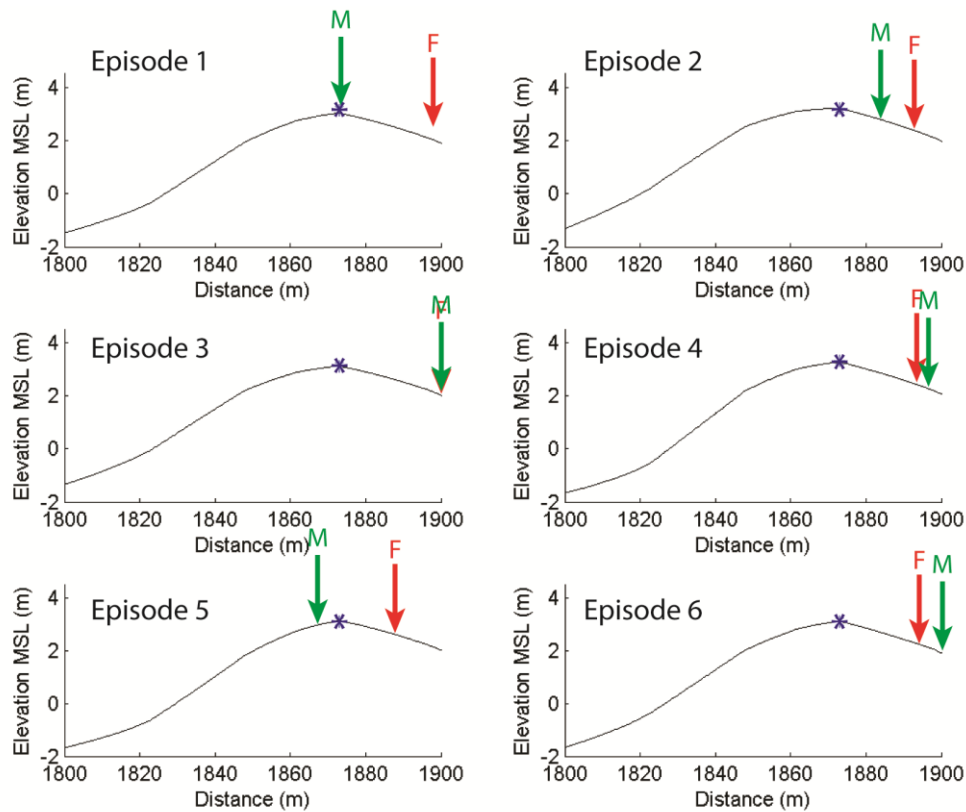 M
F
Episode 1
Elevation MSL (m)
4
2
0
-2
1800 1820 1840 1860 1880 1900
Distance (m)
M
F
Episode 2
Elevation MSL (m)
4
2
0
-2
1800 1820 1840 1860 1880 1900
Distance (m)
M
F
Episode 3
Elevation MSL (m)
4
2
0
-2
1800 1820 1840 1860 1880 1900
Distance (m)
F M
Episode 4
Elevation MSL (m)
4
2
0
-2
1800 1820 1840 1860 1880 1900
Distance (m)
M
F
Episode 5
Elevation MSL (m)
4
2
0
-2
1800 1820 1840 1860 1880 1900
Distance (m)
F M
Episode 6
Elevation MSL (m)
4
2
0
-2
1800 1820 1840 1860 1880 1900
Distance (m)